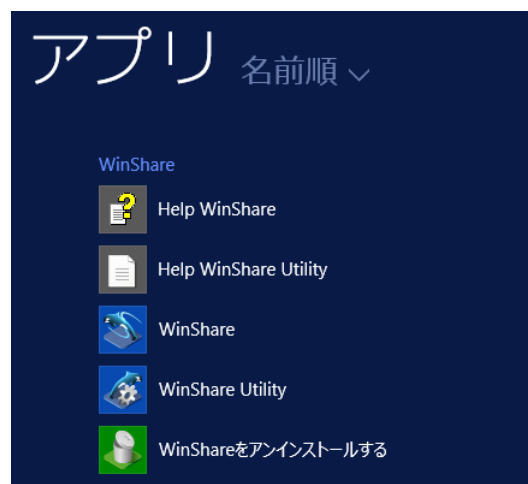 アプリ 名前順
WinShare
Help WinShare
Help WinShare Utility
WinShare
WinShare Utility
WinShareをアンインストールする